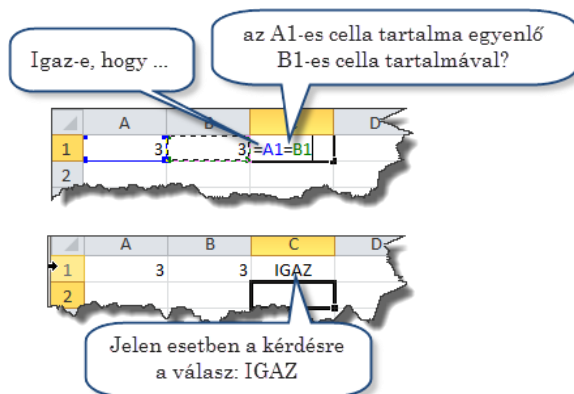 az A1-es cella tartalma egyenlő
B1-es cella tartalmával?
Igaz-e, hogy ...
A B D
1 3 3 =A1=B1
2
A B C D
1 3 3 IGAZ
2
Jelen esetben a kérdésre
a válasz: IGAZ